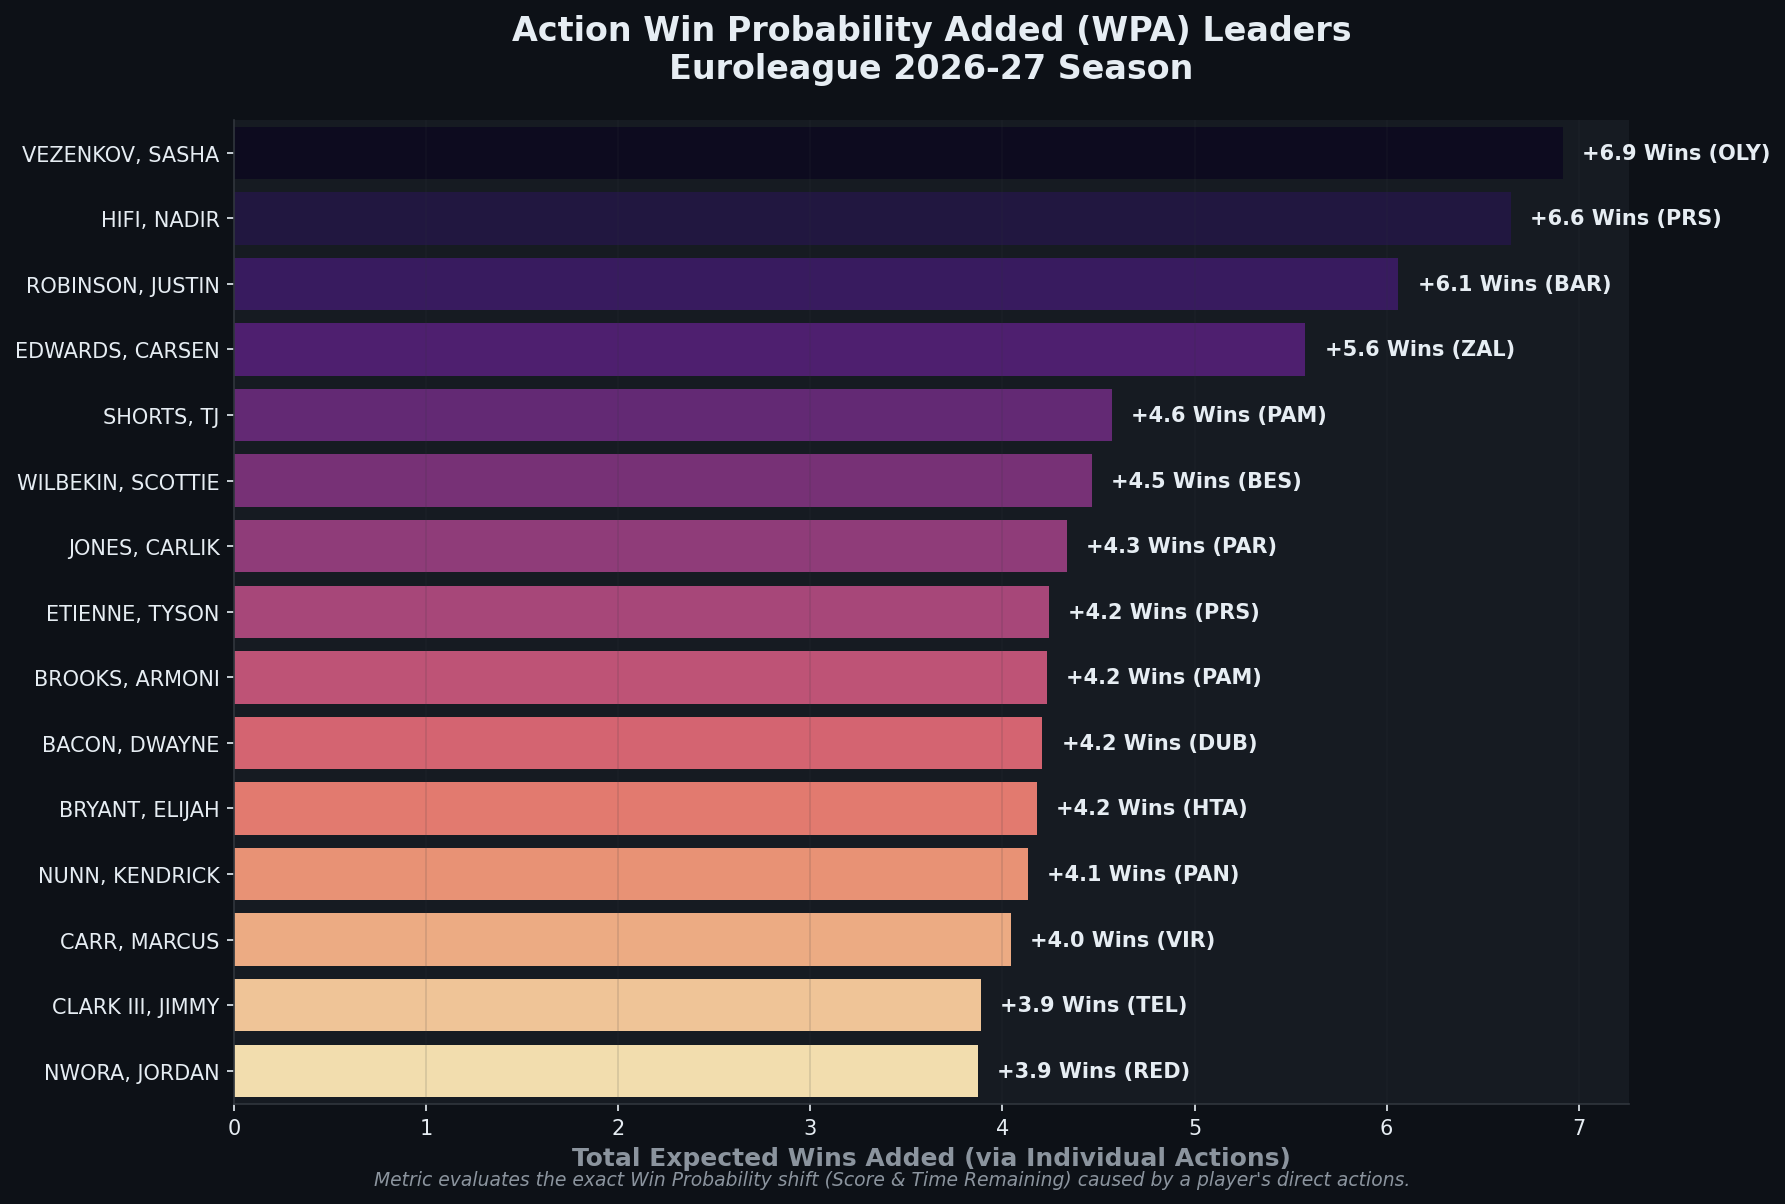 Action Win Probability Added (WPA) Leaders
Euroleague 2026-27 Season
VEZENKOV, SASHA +6.9 Wins (OLY)
HIFI, NADIR +6.6 Wins (PRS)
ROBINSON, JUSTIN +6.1 Wins (BAR)
EDWARDS, CARSEN +5.6 Wins (ZAL)
SHORTS, TJ +4.6 Wins (PAM)
WILBEKIN, SCOTTIE +4.5 Wins (BES)
JONES, CARLIK +4.3 Wins (PAR)
ETIENNE, TYSON +4.2 Wins (PRS)
BROOKS, ARMONI +4.2 Wins (PAM)
BACON, DWAYNE +4.2 Wins (DUB)
BRYANT, ELIJAH +4.2 Wins (HTA)
NUNN, KENDRICK +4.1 Wins (PAN)
CARR, MARCUS +4.0 Wins (VIR)
CLARK III, JIMMY +3.9 Wins (TEL)
NWORA, JORDAN +3.9 Wins (RED)
0 1 2 3 4 5 6 7
Total Expected Wins Added (via Individual Actions)
Metric evaluates the exact Win Probability shift (Score & Time Remaining) caused by a player's direct actions.